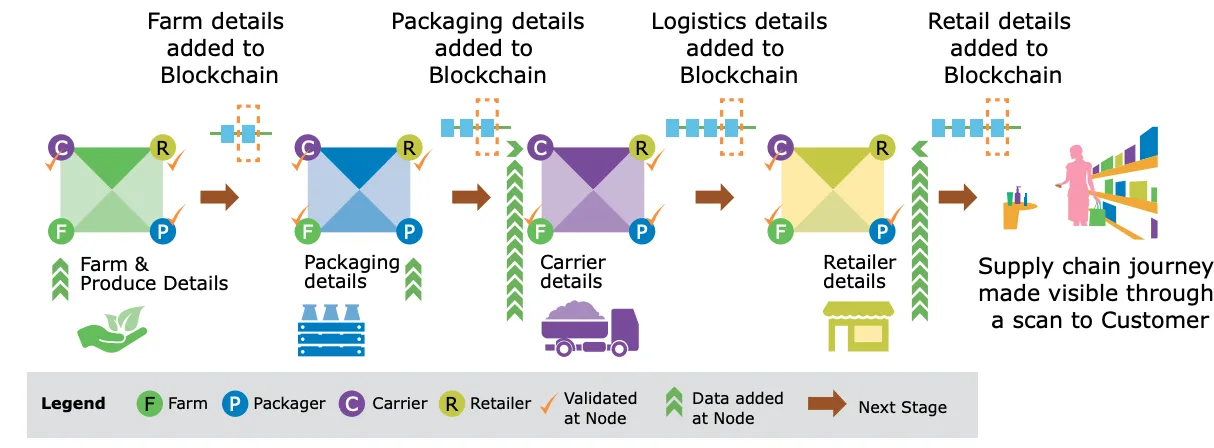 Farm details
added to
Blockchain
Packaging details
added to
Blockchain
Logistics details
added to
Blockchain
Retail details
added to
Blockchain
C
R
F
P
C
R
F
P
C
R
F
P
C
R
F
P
Farm &
Produce Details
Packaging
details
Carrier
details
Retailer
details
Supply chain journey
made visible through
a scan to Customer
Legend
F Farm
P Packager
C Carrier
R Retailer
Validated
at Node
Data added
at Node
Next Stage